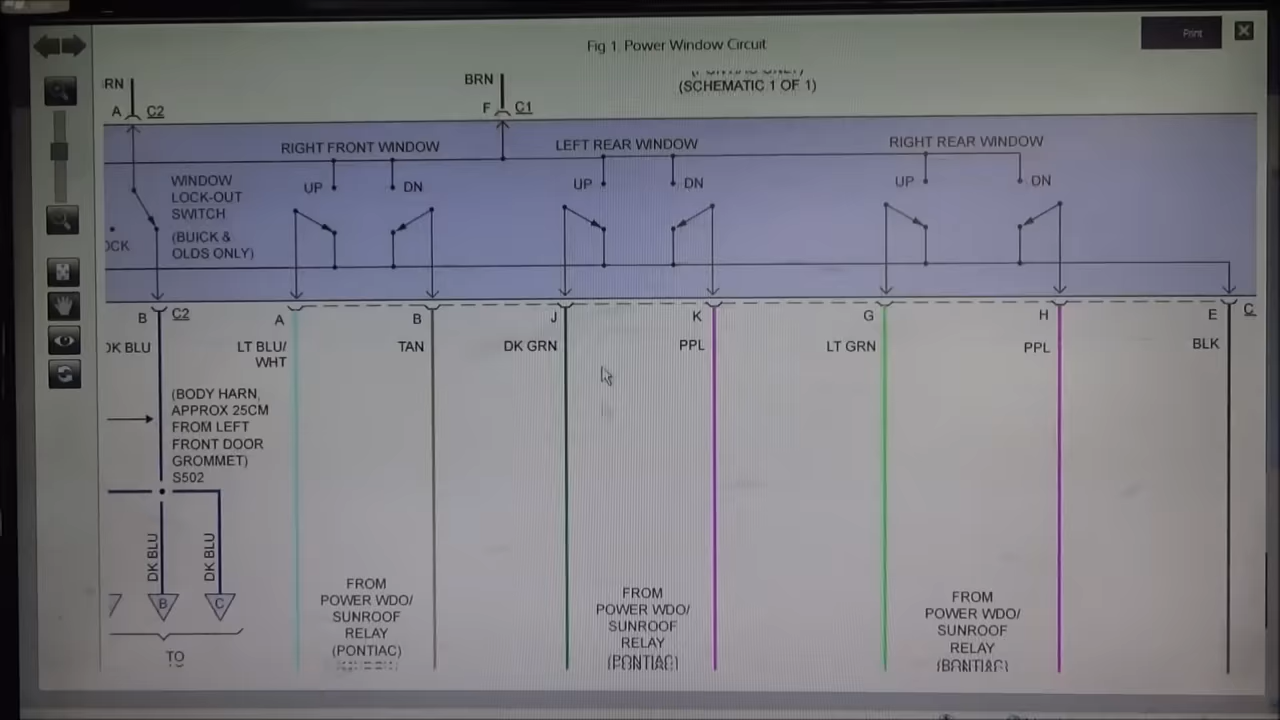 Fig 1. Power Window Circuit
Print
RN
A
C2
BRN
F
C1
(SCHEMATIC 1 OF 1)
RIGHT FRONT WINDOW
LEFT REAR WINDOW
RIGHT REAR WINDOW
WINDOW
LOCK-OUT
SWITCH
(BUICK &
OLDS ONLY)
OCK
UP
DN
UP
DN
UP
DN
B
C2
A
B
J
K
G
H
E
C
DK BLU
LT BLU/
WHT
TAN
DK GRN
PPL
LT GRN
PPL
BLK
(BODY HARN,
APPROX 25CM
FROM LEFT
FRONT DOOR
GROMMET)
S502
DK BLU
DK BLU
B
C
TO
FROM
POWER WDO/
SUNROOF
RELAY
(PONTIAC)
FROM
POWER WDO/
SUNROOF
RELAY
(PONTIAC)
FROM
POWER WDO/
SUNROOF
RELAY